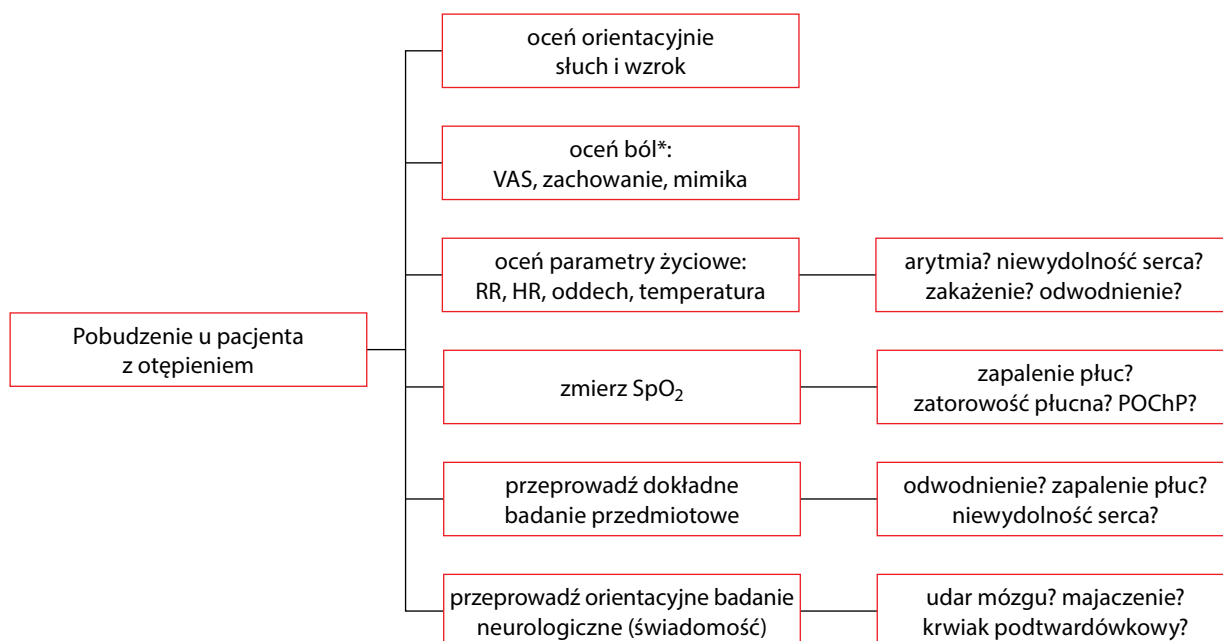 oceń orientacyjnie
słuch i wzrok
oceń ból*:
VAS, zachowanie, mimika
oceń parametry życiowe:
RR, HR, oddech, temperatura
arytmia? niewydolność serca?
zakażenie? odwodnienie?
Pobudzenie u pacjenta
z otępieniem
zmierz SpO₂
zapalenie płuc?
zatorowość płucna? POChP?
przeprowadź dokładne
badanie przedmiotowe
odwodnienie? zapalenie płuc?
niewydolność serca?
przeprowadź orientacyjne badanie
neurologiczne (świadomość)
udar mózgu? majaczenie?
krwiak podtwardówkowy?